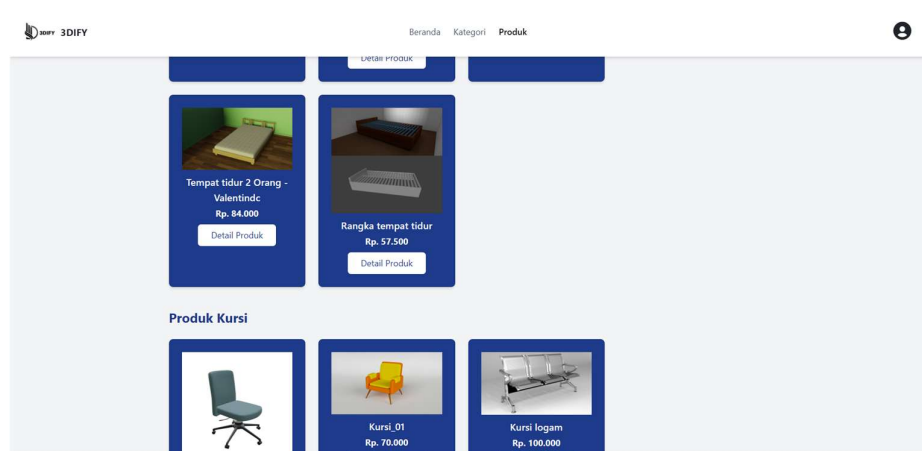 3DIFY 3DIFY
Beranda Kategori Produk
Detail Produk
Tempat tidur 2 Orang -
Valentindc
Rp. 84.000
Detail Produk
Rangka tempat tidur
Rp. 57.500
Detail Produk
Produk Kursi
Kursi_01
Rp. 70.000
Kursi logam
Rp. 100.000